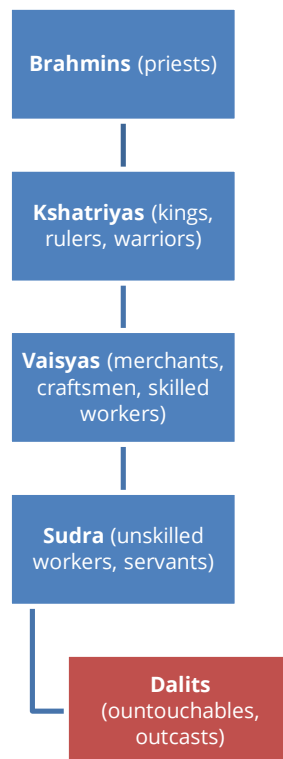 Brahmins (priests)
Kshatriyas (kings,
rulers, warriors)
Vaisyas (merchants,
craftsmen, skilled
workers)
Sudra (unskilled
workers, servants)
Dalits
(ountouchables,
outcasts)